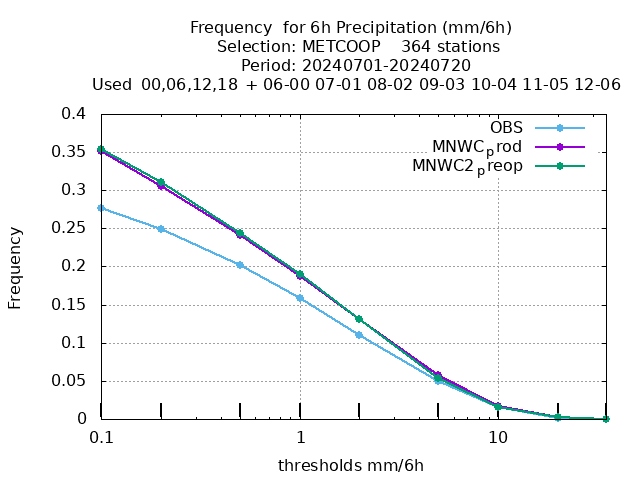 Frequency  for 6h Precipitation (mm/6h)
Selection: METCOOP    364 stations
Period: 20240701-20240720
Used  00,06,12,18  + 06-00 07-01 08-02 09-03 10-04 11-05 12-06
OBS
MNWCprod
MNWC2preop
0.4
0.35
0.3
0.25
0.2
0.15
0.1
0.05
0
Frequency
0.1 1 10
thresholds mm/6h